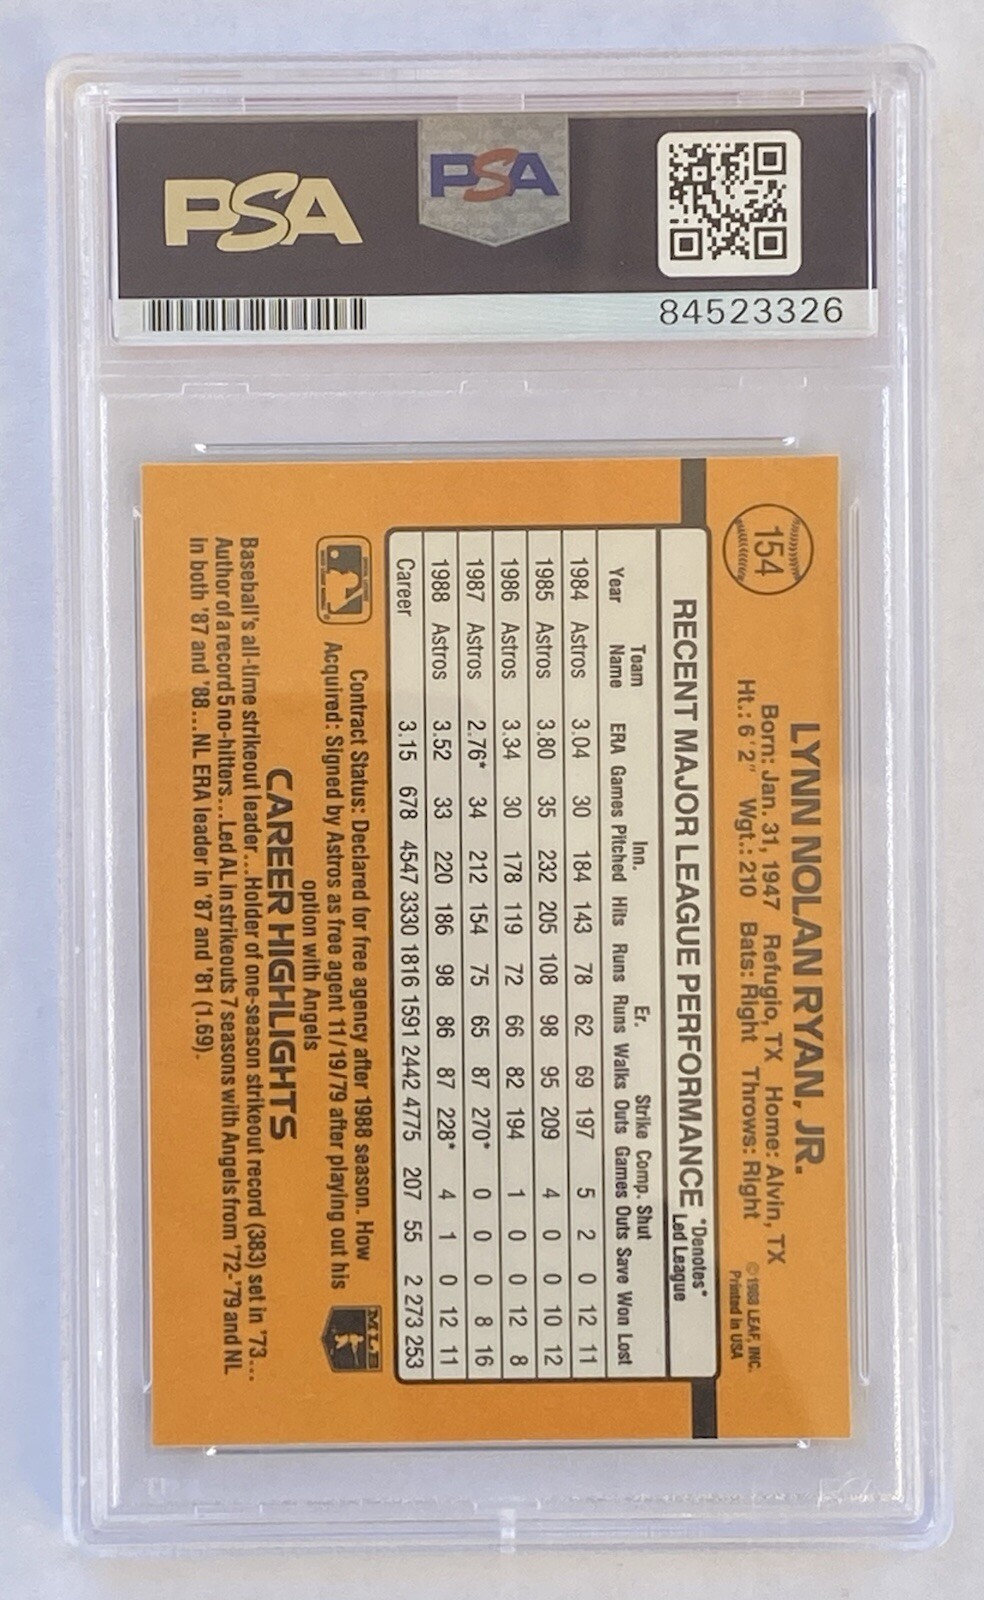 PSA
PSA
84523326
154
LYNN NOLAN RYAN, JR.
Born: Jan. 31, 1947 Refugio, TX Home: Alvin, TX
Ht.: 6'2" Wgt.: 210 Bats: Right Throws: Right
©1988 LEAF, INC.
Printed in USA
RECENT MAJOR LEAGUE PERFORMANCE *Denotes* Led League
Year Team Name ERA Games Inn. Pitched Hits Runs Er. Runs Walks Strike Outs Comp. Games Shut Outs Save Won Lost
1984 Astros 3.04 30 184 143 78 62 69 197 5 2 0 12 11
1985 Astros 3.80 35 232 205 108 98 95 209 4 0 0 10 12
1986 Astros 3.34 30 178 119 72 66 82 194 1 0 0 12 8
1987 Astros 2.76* 34 212 154 75 65 87 270* 0 0 0 8 16
1988 Astros 3.52 33 220 186 98 86 87 228* 4 1 0 12 11
Career 3.15 678 4547 3330 1816 1591 2442 4775 207 55 2 273 253
Contract Status: Declared for free agency after 1988 season. How
Acquired: Signed by Astros as free agent 11/19/79 after playing out his
option with Angels
MLB
CAREER HIGHLIGHTS
Baseball's all-time strikeout leader...Holder of one-season strikeout record (383) set in '73...
Author of a record 5 no-hitters...Led AL in strikeouts 7 seasons with Angels from '72-'79 and NL
in both '87 and '88...NL ERA leader in '87 and '81 (1.69).